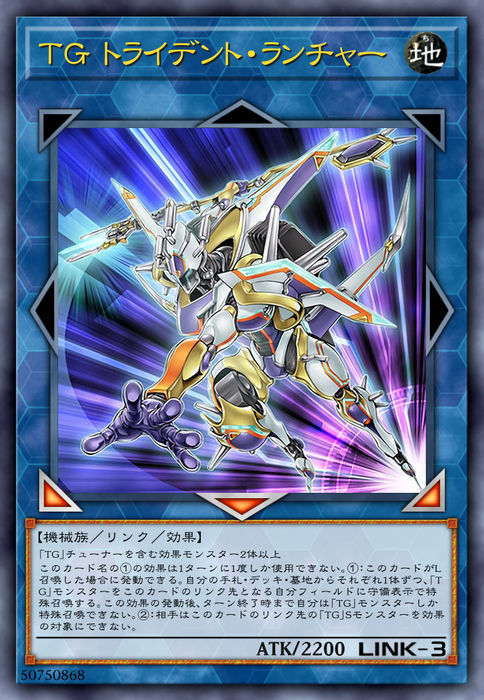 TG トライデント・ランチャー
ち
地
【機械族／リンク／効果】
「TG」チューナーを含む効果モンスター2体以上
このカード名の①の効果は1ターンに1度しか使用できない。①：このカードがL
召喚した場合に発動できる。自分の手札・デッキ・墓地からそれぞれ1体ずつ、「T
G」モンスターをこのカードのリンク先となる自分フィールドに守備表示で特
殊召喚する。この効果の発動後、ターン終了時まで自分は「TG」モンスターしか
特殊召喚できない。②：相手はこのカードのリンク先の「TG」Sモンスターを効果
の対象にできない。
ATK/2200 LINK-3
50750868